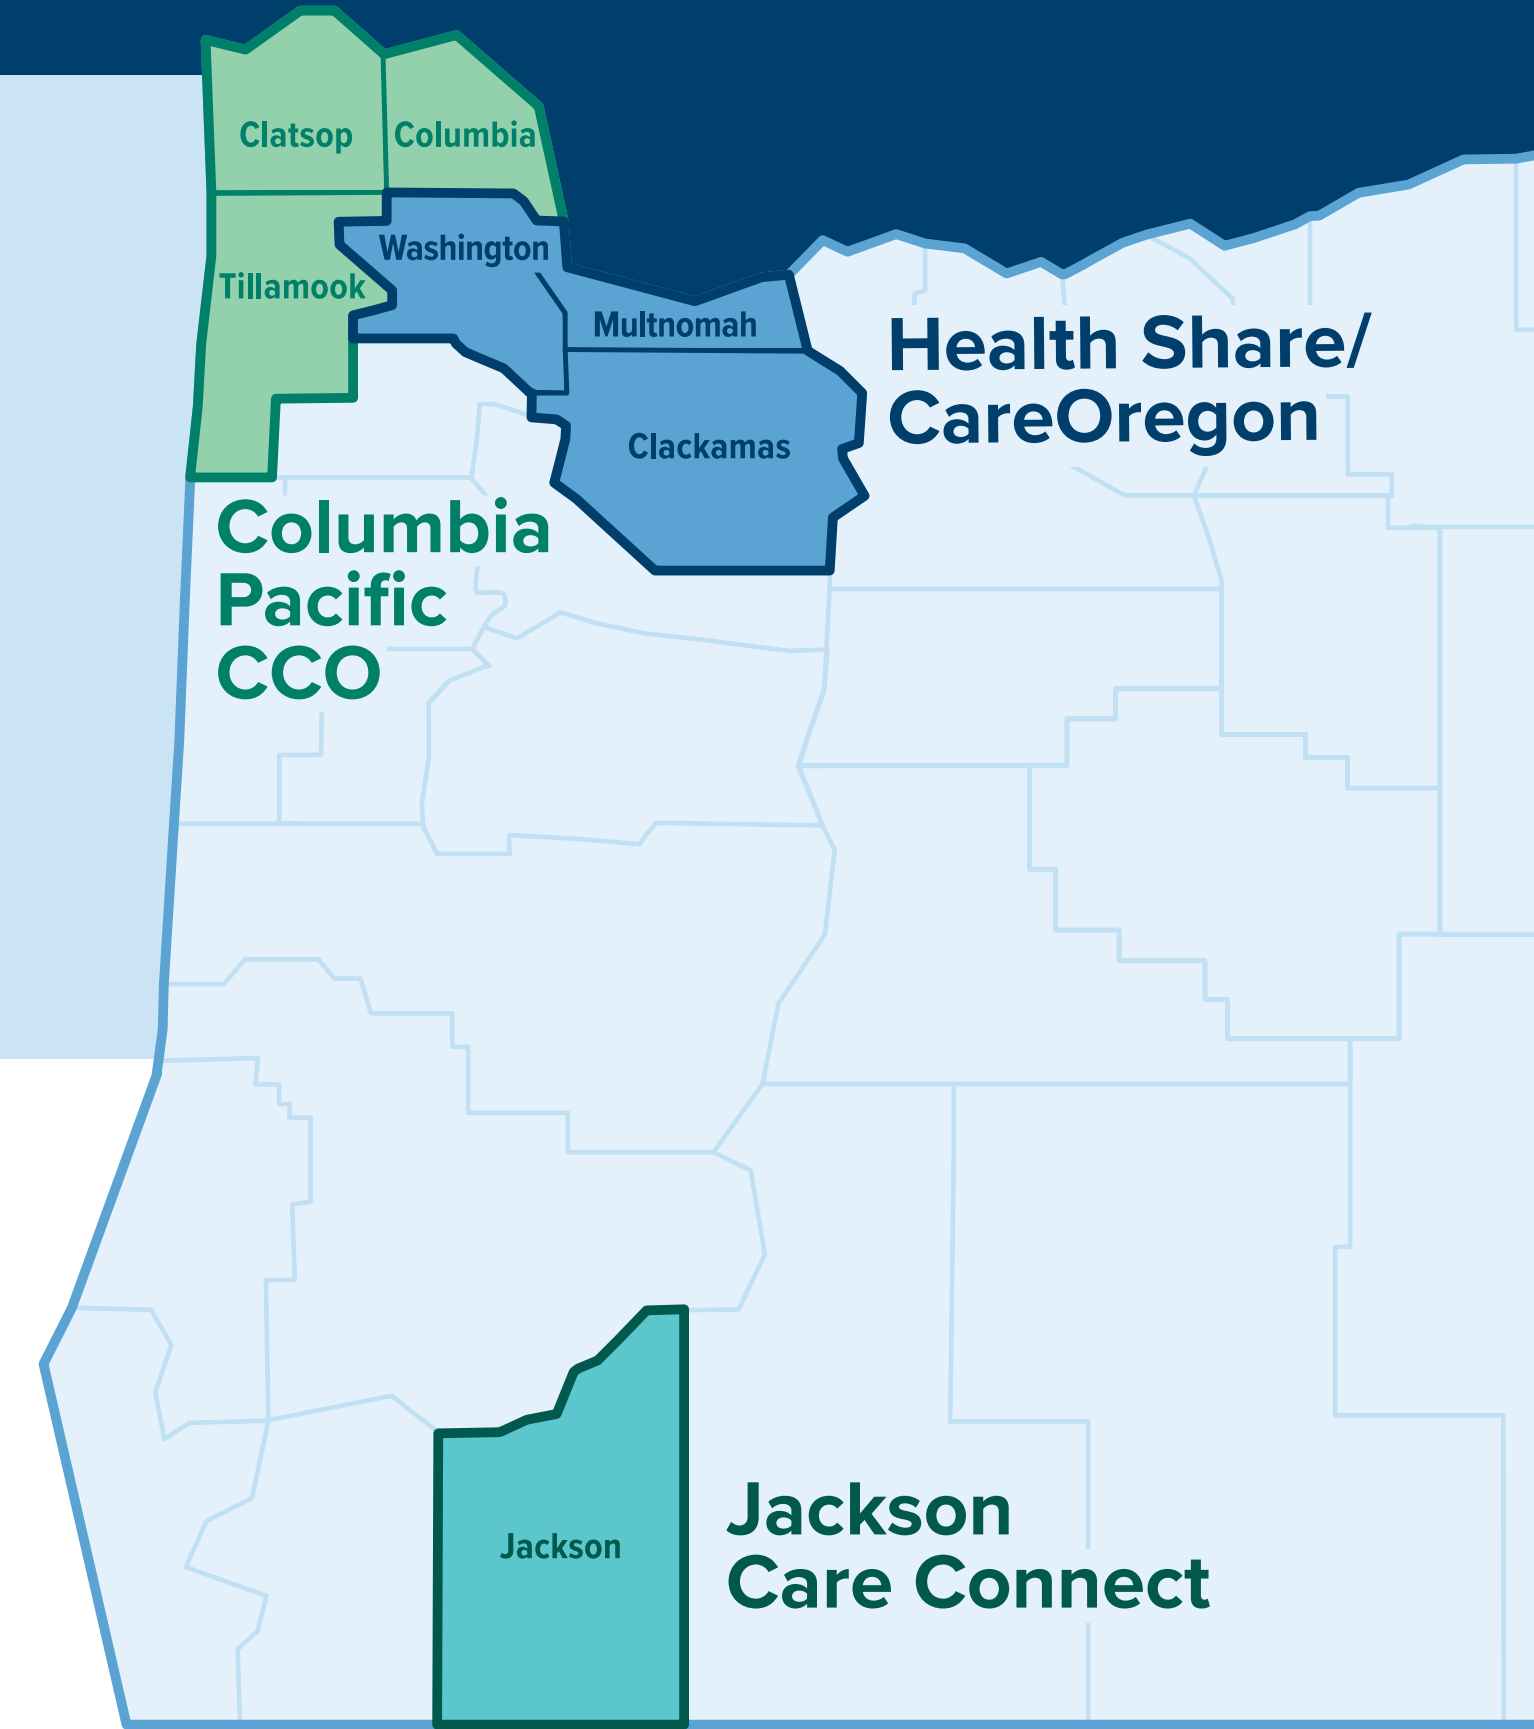 Clatsop
Columbia
Washington
Tillamook
Multnomah
Health Share/
CareOregon
Clackamas
Columbia
Pacific
CCO
Jackson
Care Connect
Jackson